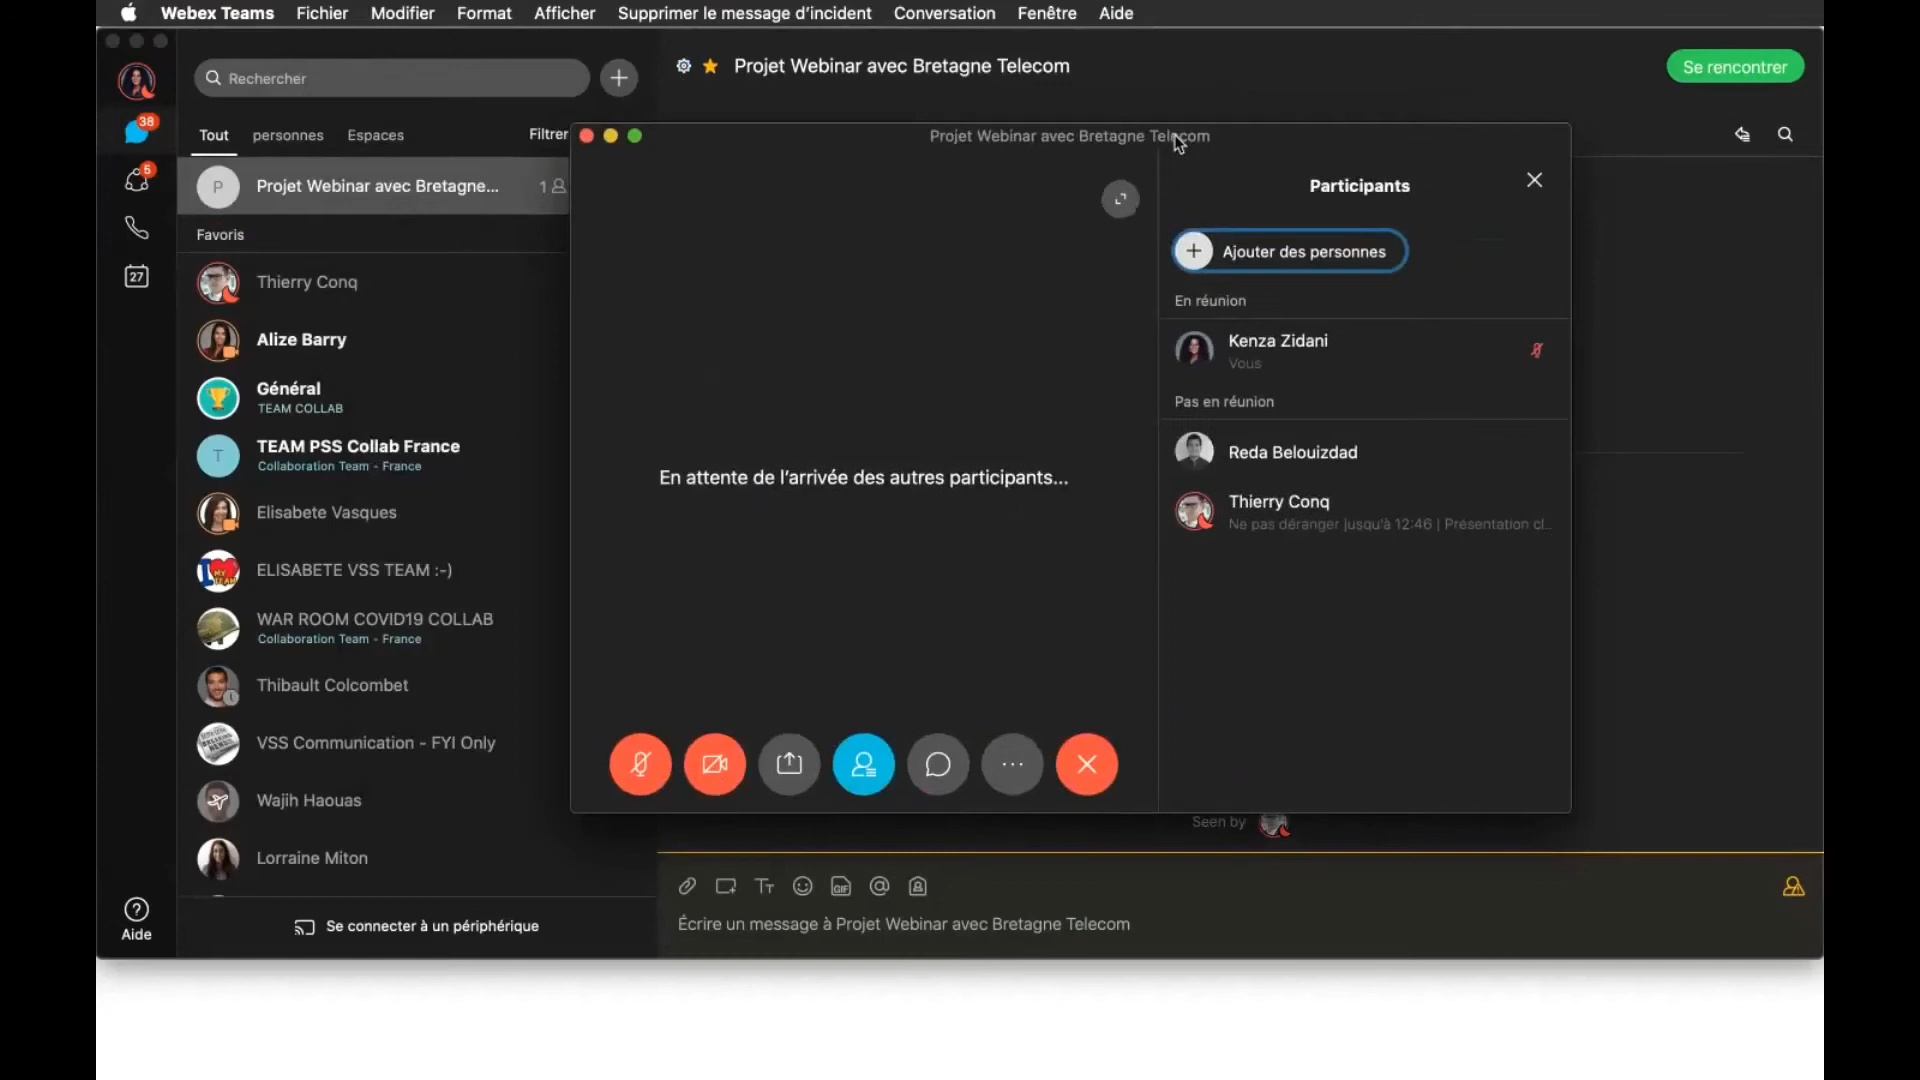 Webex Teams Fichier Modifier Format Afficher Supprimer le message d'incident Conversation Fenêtre Aide
Rechercher
Projet Webinar avec Bretagne Telecom
Se rencontrer
38
Tout personnes Espaces Filtrer
5
P
Projet Webinar avec Bretagne...
1
27
Favoris
Thierry Conq
Alize Barry
Général
TEAM COLLAB
T
TEAM PSS Collab France
Collaboration Team - France
Elisabete Vasques
ELISABETE VSS TEAM :-)
WAR ROOM COVID19 COLLAB
Collaboration Team - France
Thibault Colcombet
VSS Communication - FYI Only
Wajih Haouas
Lorraine Miton
Aide
Se connecter à un périphérique
Projet Webinar avec Bretagne Telecom
En attente de l'arrivée des autres participants...
Participants
Ajouter des personnes
En réunion
Kenza Zidani
Vous
Pas en réunion
Reda Belouizdad
Thierry Conq
Ne pas déranger jusqu'à 12:46 | Présentation cl...
Seen by
GIF
Écrire un message à Projet Webinar avec Bretagne Telecom